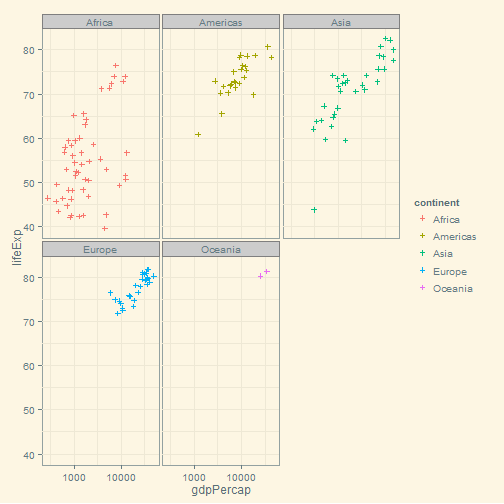 Africa Americas Asia
80
70
60
50
40
Europe Oceania
80
70
60
50
40
1000 10000 1000 10000
gdpPercap
lifeExp
continent
Africa
Americas
Asia
Europe
Oceania